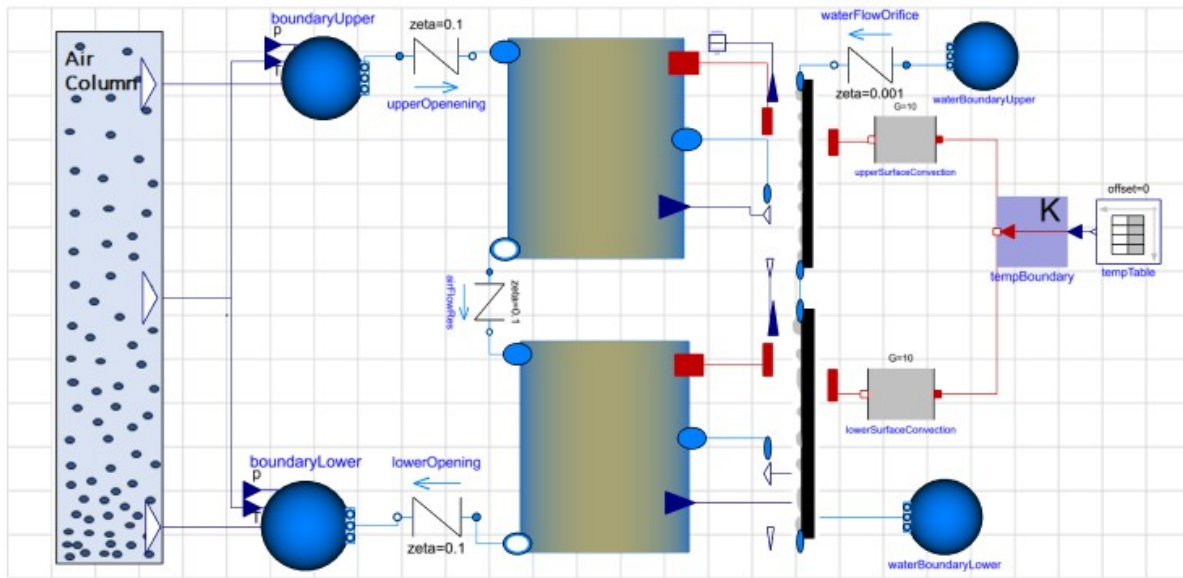 boundaryUpper
zeta=0.1
waterFlowOrifice
Air
Column
p
T
upperOpenening
zeta=0.001
waterBoundaryUpper
G=10
upperSurfaceConvection
offset=0
K
tempBoundary
tempTable
airFlowRes
zeta=0.1
G=10
lowerSurfaceConvection
boundaryLower
lowerOpening
p
T
zeta=0.1
waterBoundaryLower